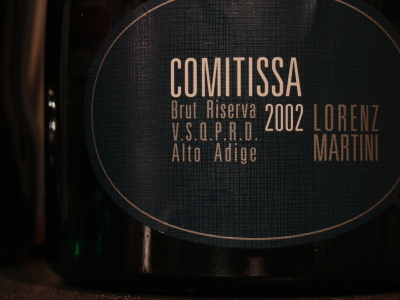 COMITISSA
Brut Riserva
V.S.Q.P.R.D.
Alto Adige
2002
LORENZ
MARTINI